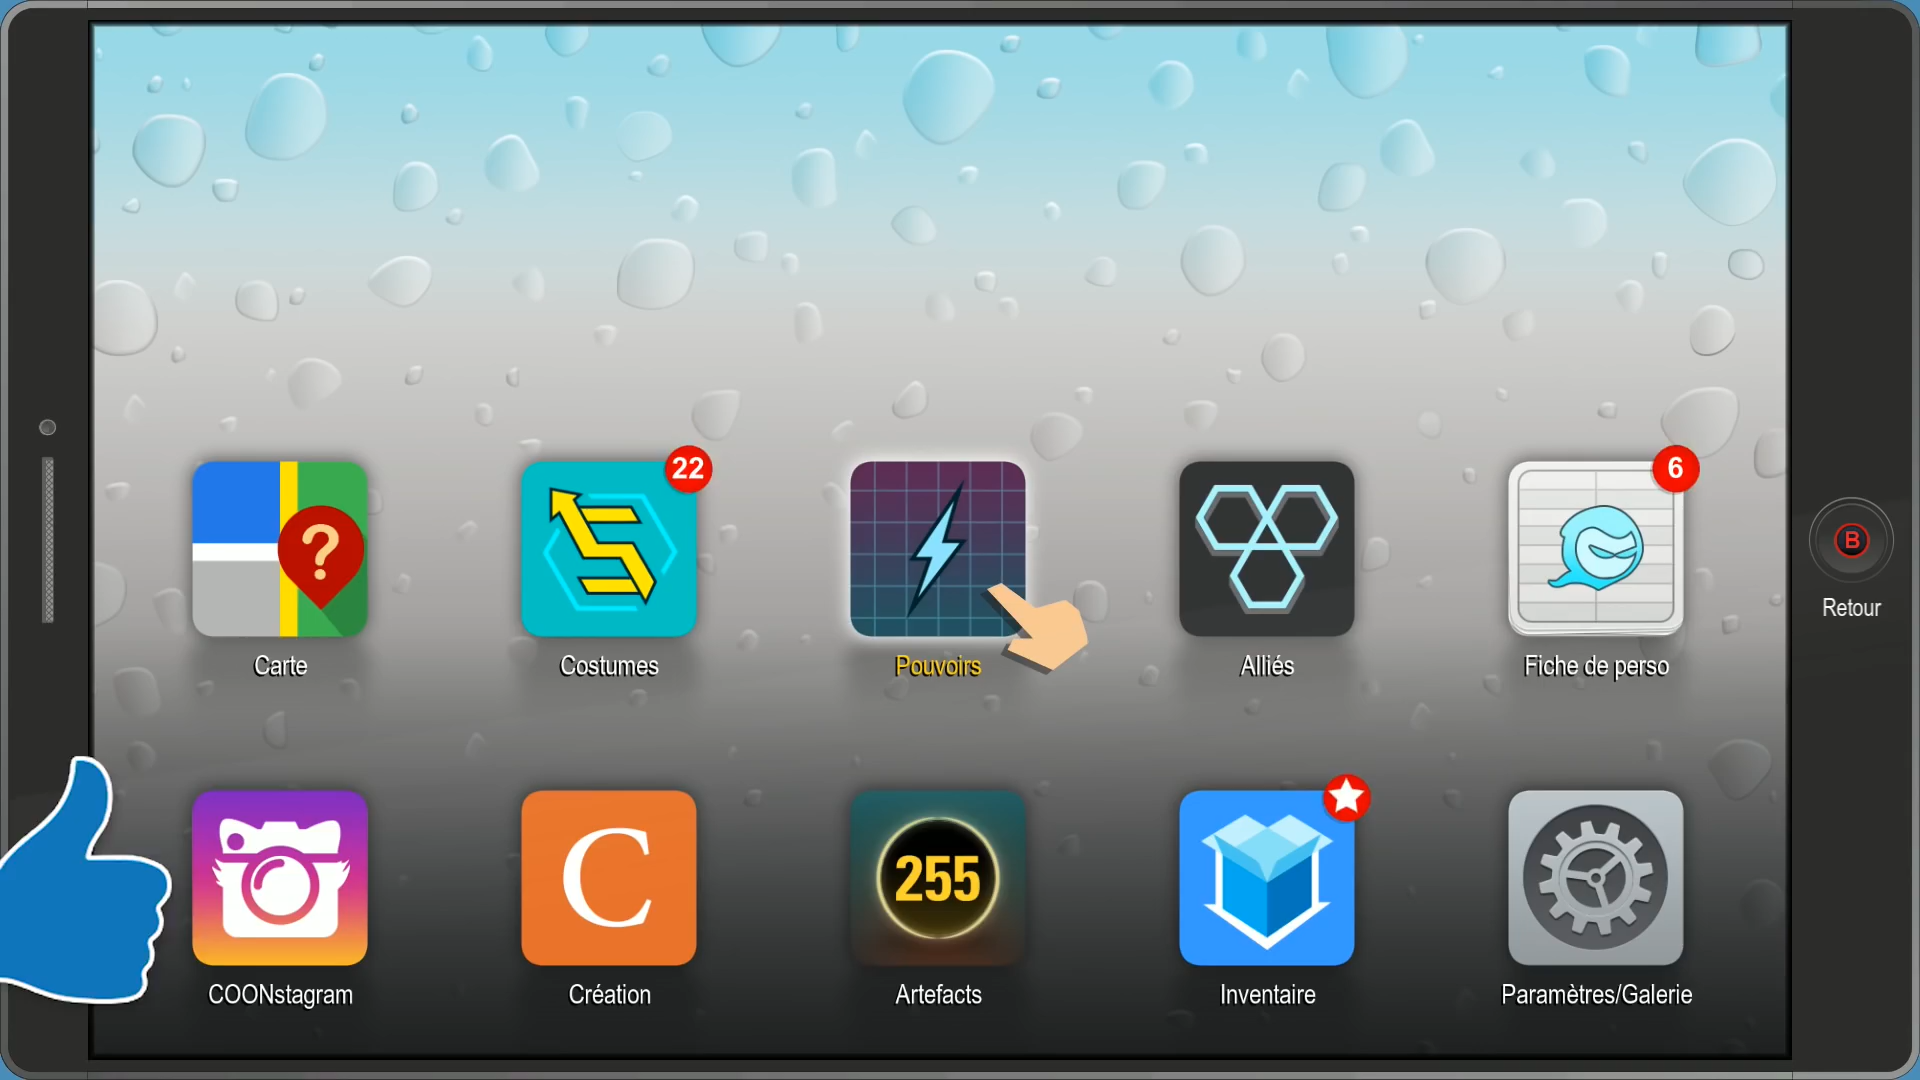 22
6
?
B
Retour
Carte
Costumes
Pouvoirs
Alliés
Fiche de perso
C
255
COONstagram
Création
Artefacts
Inventaire
Paramètres/Galerie